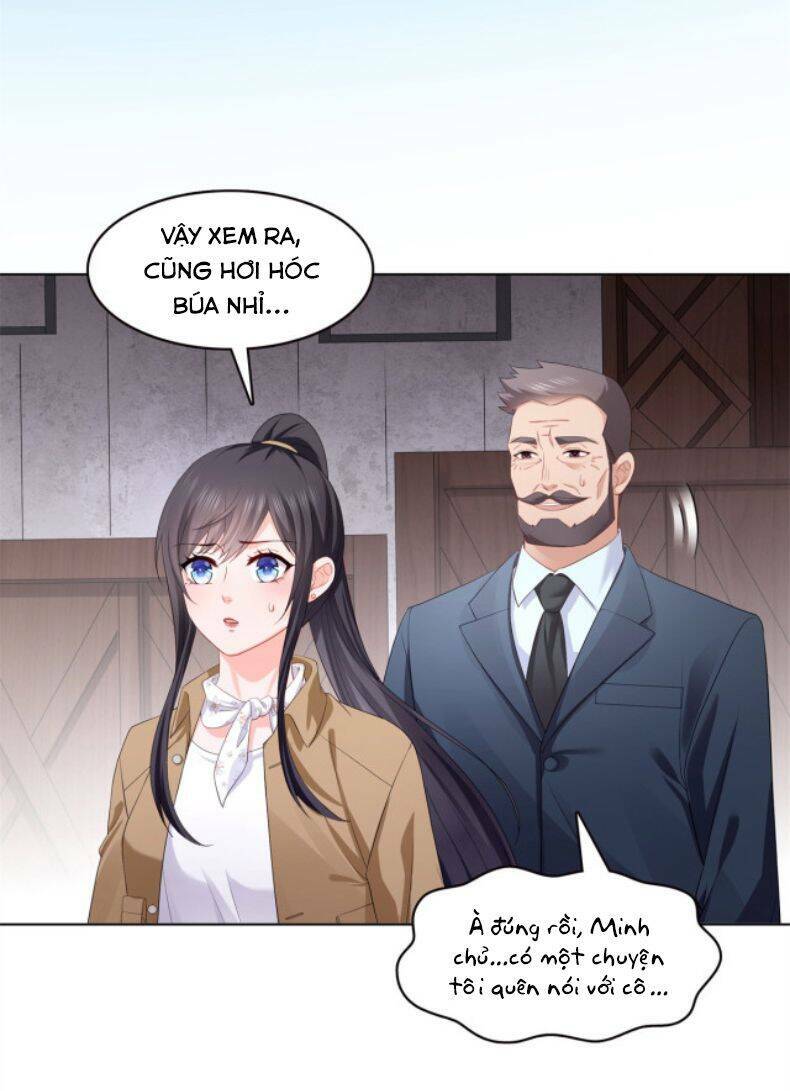 VẬY XEM RA,
CŨNG HƠI HÓC
BÚA NHỈ...
À đúng rồi, Minh
chủ...có một chuyện
tôi quên nói với cô...